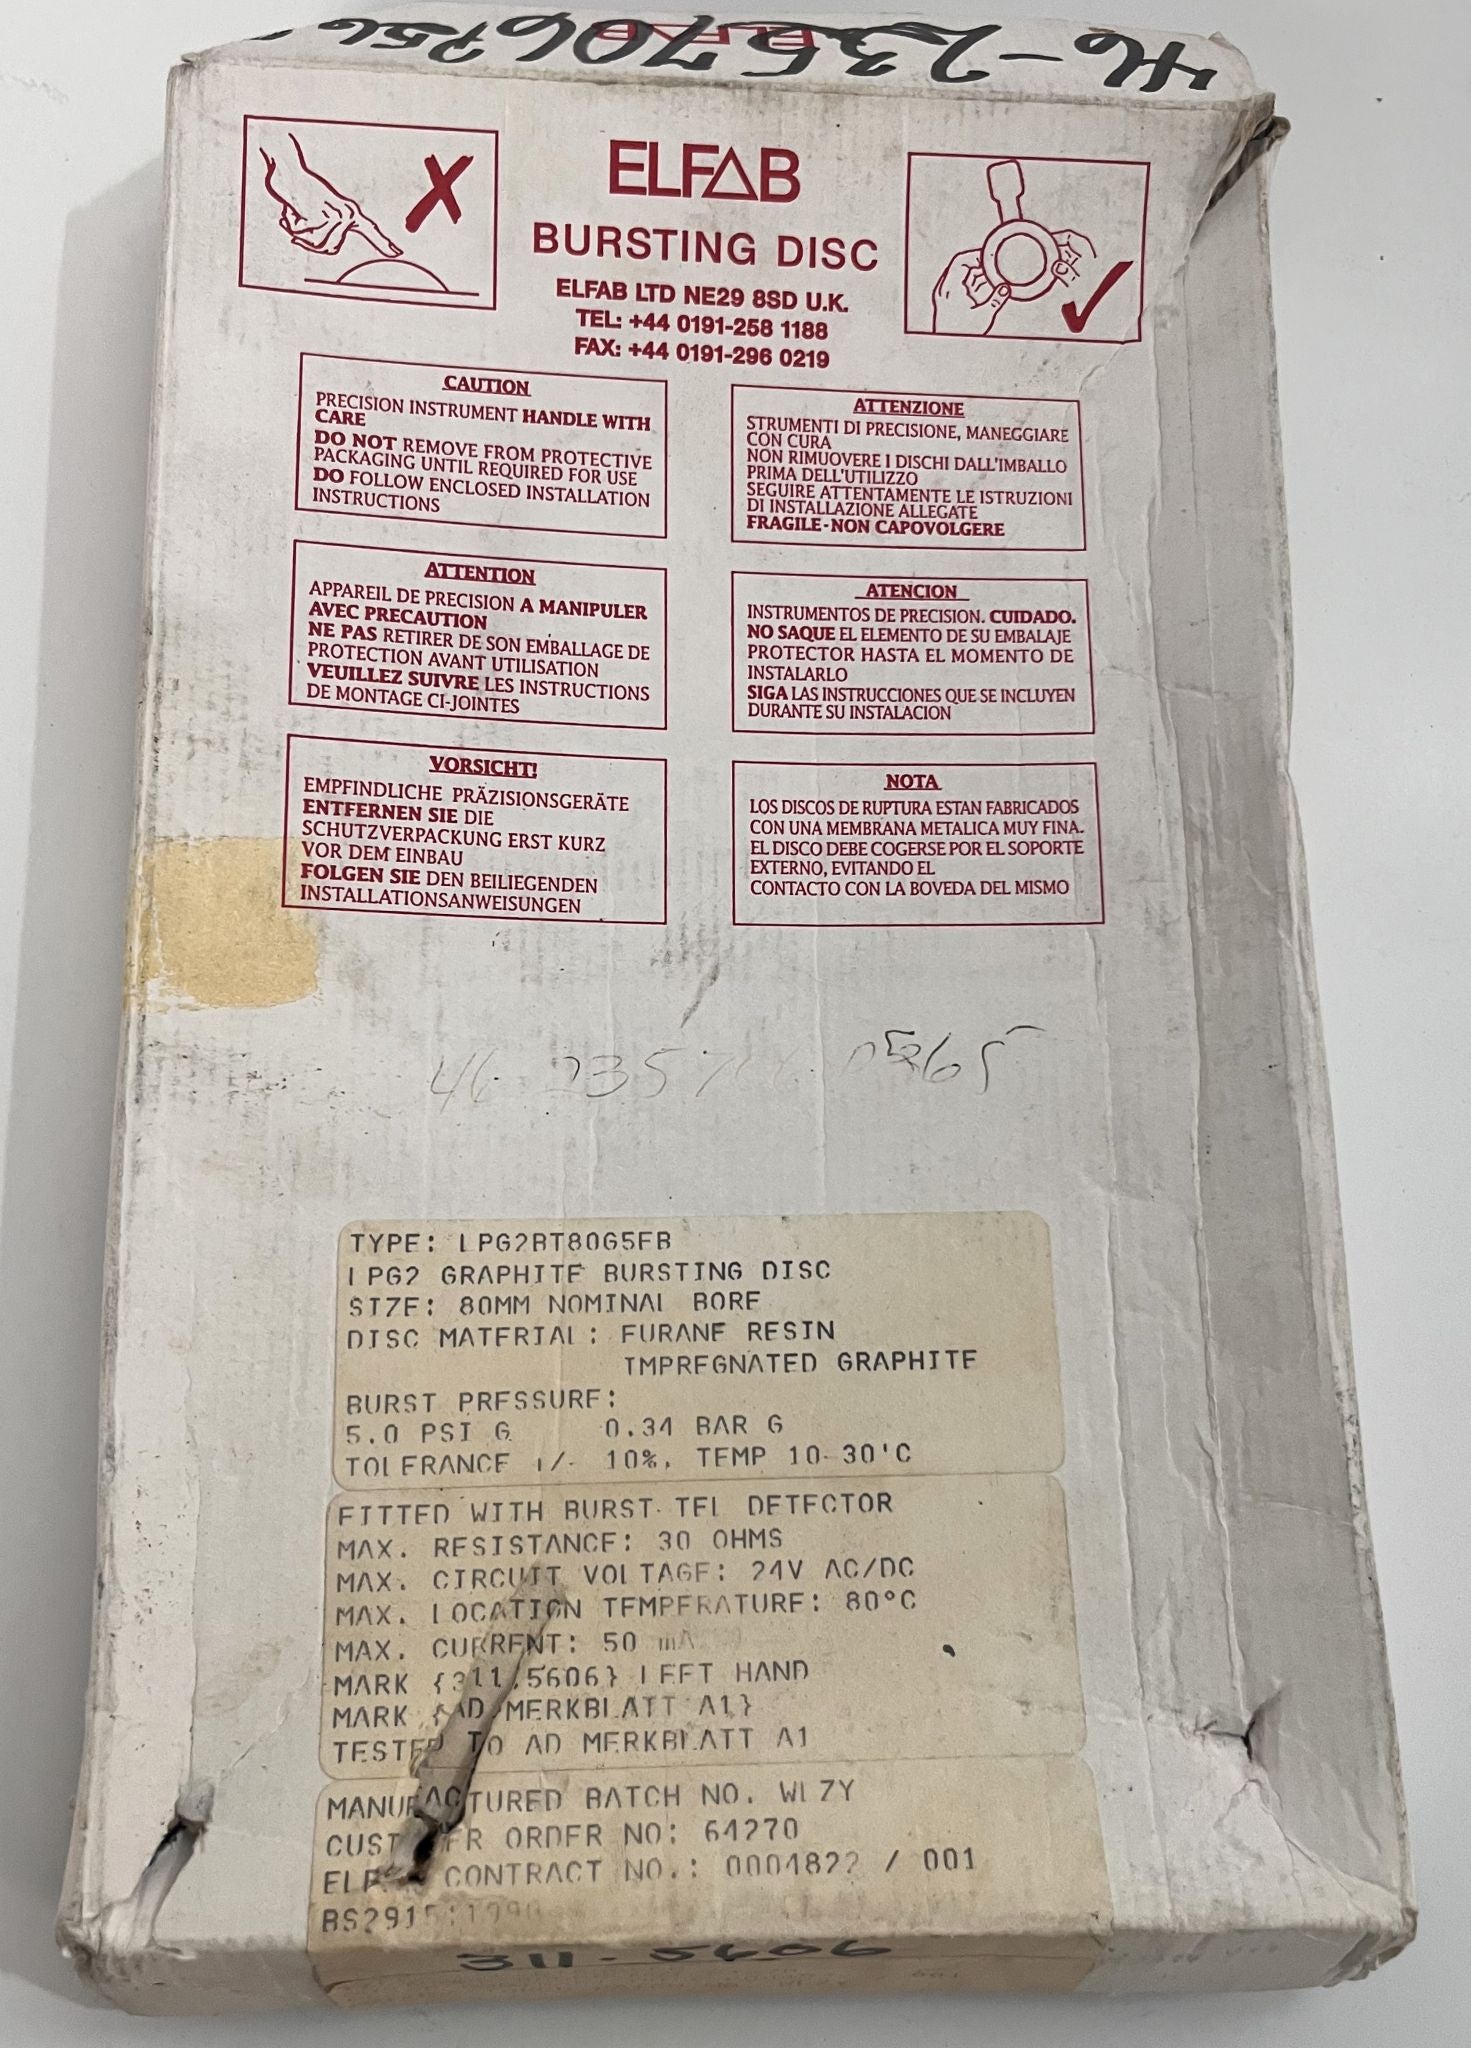 ELFAB
BURSTING DISC
ELFAB LTD NE29 8SD U.K.
TEL: +44 0191-258 1188
FAX: +44 0191-296 0219
CAUTION
PRECISION INSTRUMENT HANDLE WITH
CARE
DO NOT REMOVE FROM PROTECTIVE
PACKAGING UNTIL REQUIRED FOR USE
DO FOLLOW ENCLOSED INSTALLATION
INSTRUCTIONS
ATTENZIONE
STRUMENTI DI PRECISIONE, MANEGGIARE
CON CURA
NON RIMUOVERE I DISCHI DALL'IMBALLO
PRIMA DELL'UTILIZZO
SEGUIRE ATTENTAMENTE LE ISTRUZIONI
DI INSTALLAZIONE ALLEGATE
FRAGILE-NON CAPOVOLGERE
ATTENTION
APPAREIL DE PRECISION A MANIPULER
AVEC PRECAUTION
NE PAS RETIRER DE SON EMBALLAGE DE
PROTECTION AVANT UTILISATION
VEUILLEZ SUIVRE LES INSTRUCTIONS
DE MONTAGE CI-JOINTES
ATENCION
INSTRUMENTOS DE PRECISION. CUIDADO.
NO SAQUE EL ELEMENTO DE SU EMBALAJE
PROTECTOR HASTA EL MOMENTO DE
INSTALARLO
SIGA LAS INSTRUCCIONES QUE SE INCLUYEN
DURANTE SU INSTALACION
VORSICHT!
EMPFINDLICHE PRÄZISIONSGERÄTE
ENTFERNEN SIE DIE
SCHUTZVERPACKUNG ERST KURZ
VOR DEM EINBAU
FOLGEN SIE DEN BEILIEGENDEN
INSTALLATIONSANWEISUNGEN
NOTA
LOS DISCOS DE RUPTURA ESTAN FABRICADOS
CON UNA MEMBRANA METALICA MUY FINA.
EL DISCO DEBE COGERSE POR EL SOPORTE
EXTERNO, EVITANDO EL
CONTACTO CON LA BOVEDA DEL MISMO
TYPE: LPG2BT80G5FB
LPG2 GRAPHITE BURSTING DISC
SIZE: 80MM NOMINAL BORE
DISC MATERIAL: FURANE RESIN
IMPREGNATED GRAPHITE
BURST PRESSURE:
5.0 PSI G 0.34 BAR G
TOLERANCE +/- 10%, TEMP 10-30'C
FITTED WITH BURST-TEL DETECTOR
MAX. RESISTANCE: 30 OHMS
MAX. CIRCUIT VOLTAGE: 24V AC/DC
MAX. LOCATION TEMPERATURE: 80°C
MAX. CURRENT: 50 mA
MARK {311.5606} LEFT HAND
MARK {AD MERKBLATT A1}
TESTED TO AD MERKBLATT A1
MANUFACTURED BATCH NO. WLZY
CUSTOMER ORDER NO: 64270
ELFAB CONTRACT NO.: 0004822 / 001
BS2915:1990
311-5606